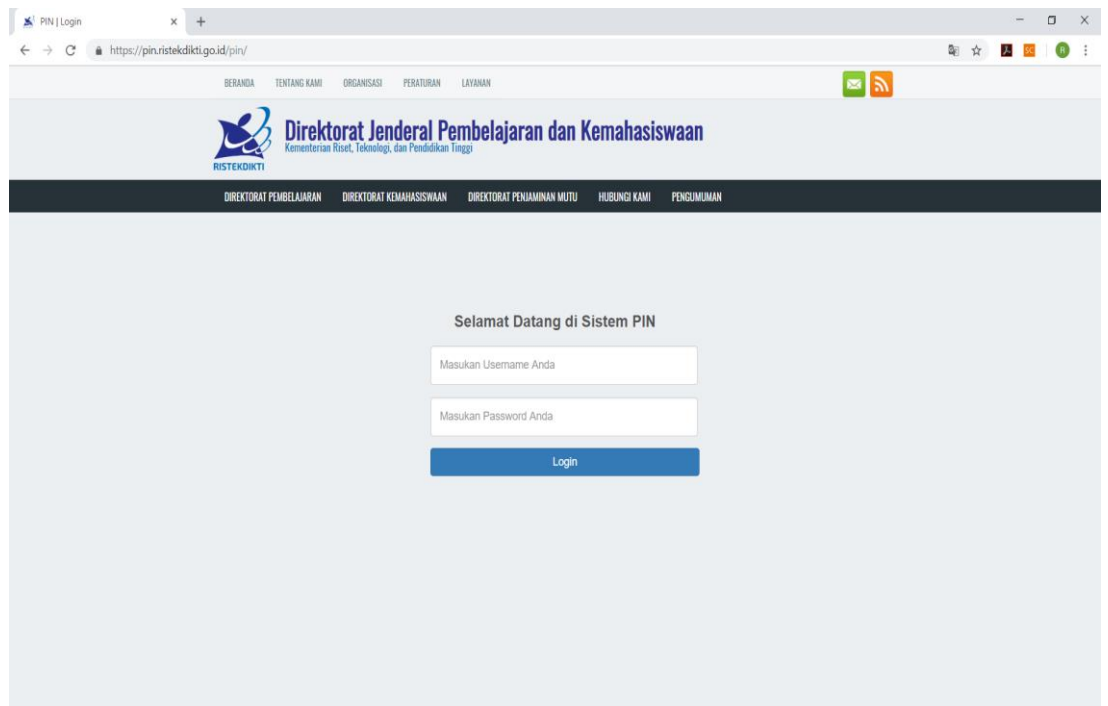 PIN | Login
https://pin.ristekdikti.go.id/pin/
SC
R
BERANDA TENTANG KAMI ORGANISASI PERATURAN LAYANAN
RISTEKDIKTI
Direktorat Jenderal Pembelajaran dan Kemahasiswaan
Kementerian Riset, Teknologi, dan Pendidikan Tinggi
DIREKTORAT PEMBELAJARAN DIREKTORAT KEMAHASISWAAN DIREKTORAT PENJAMINAN MUTU HUBUNGI KAMI PENGUMUMAN
Selamat Datang di Sistem PIN
Masukan Username Anda
Masukan Password Anda
Login